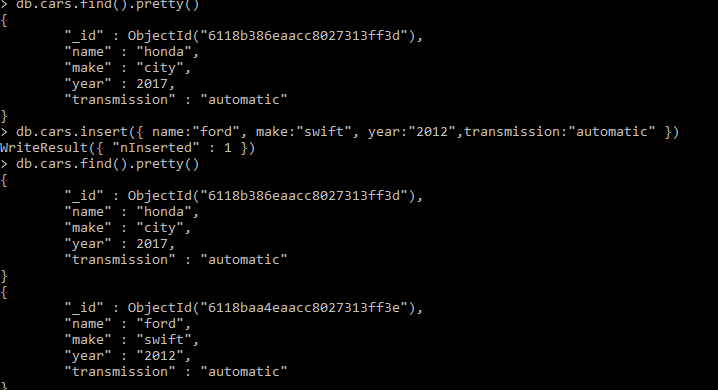 > db.cars.find().pretty()
{
"_id" : ObjectId("6118b386eaacc8027313ff3d"),
"name" : "honda",
"make" : "city",
"year" : 2017,
"transmission" : "automatic"
}
> db.cars.insert({ name:"ford", make:"swift", year:"2012",transmission:"automatic" })
WriteResult({ "nInserted" : 1 })
> db.cars.find().pretty()
{
"_id" : ObjectId("6118b386eaacc8027313ff3d"),
"name" : "honda",
"make" : "city",
"year" : 2017,
"transmission" : "automatic"
}
{
"_id" : ObjectId("6118baa4eaacc8027313ff3e"),
"name" : "ford",
"make" : "swift",
"year" : "2012",
"transmission" : "automatic"
}